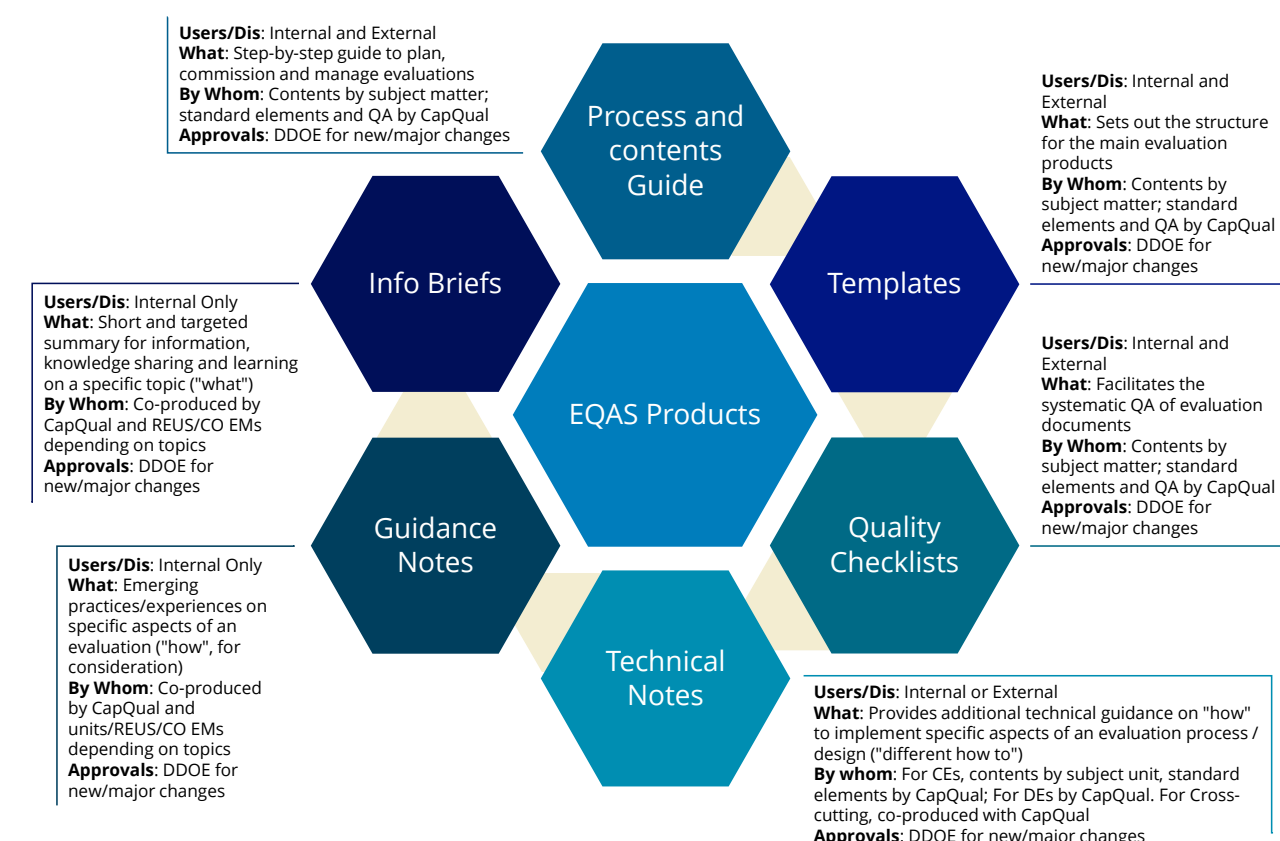 Users/Dis: Internal and External
What: Step-by-step guide to plan,
commission and manage evaluations
By Whom: Contents by subject matter;
standard elements and QA by CapQual
Approvals: DDOE for new/major changes
Process and
contents
Guide
Users/Dis: Internal and
External
What: Sets out the structure
for the main evaluation
products
By Whom: Contents by
subject matter; standard
elements and QA by CapQual
Approvals: DDOE for
new/major changes
Info Briefs
Templates
Users/Dis: Internal Only
What: Short and targeted
summary for information,
knowledge sharing and learning
on a specific topic ("what")
By Whom: Co-produced by
CapQual and REUS/CO EMs
depending on topics
Approvals: DDOE for
new/major changes
EQAS Products
Users/Dis: Internal and
External
What: Facilitates the
systematic QA of evaluation
documents
By Whom: Contents by
subject matter; standard
elements and QA by CapQual
Approvals: DDOE for
new/major changes
Guidance
Notes
Quality
Checklists
Users/Dis: Internal Only
What: Emerging
practices/experiences on
specific aspects of an
evaluation ("how", for
consideration)
By Whom: Co-produced
by CapQual and
units/REUS/CO EMs
depending on topics
Approvals: DDOE for
new/major changes
Technical
Notes
Users/Dis: Internal or External
What: Provides additional technical guidance on "how"
to implement specific aspects of an evaluation process /
design ("different how to")
By whom: For CEs, contents by subject unit, standard
elements by CapQual; For DEs by CapQual. For Cross-
cutting, co-produced with CapQual
Approvals: DDOE for new/major changes